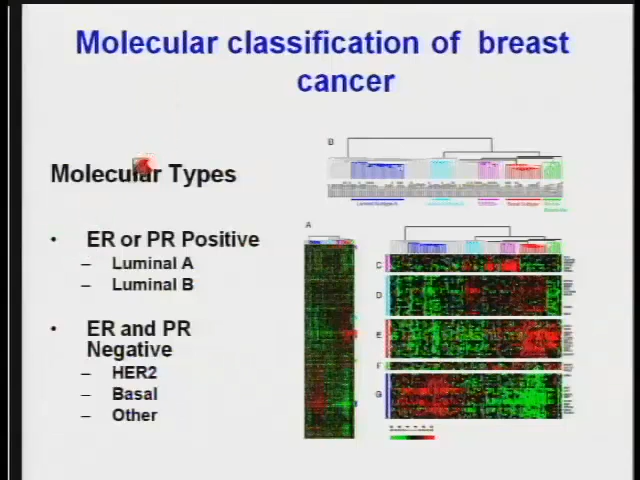 Molecular classification of breast
cancer
Molecular Types
• ER or PR Positive
– Luminal A
– Luminal B
• ER and PR
Negative
– HER2
– Basal
– Other
B
A
C
D
E
F
G